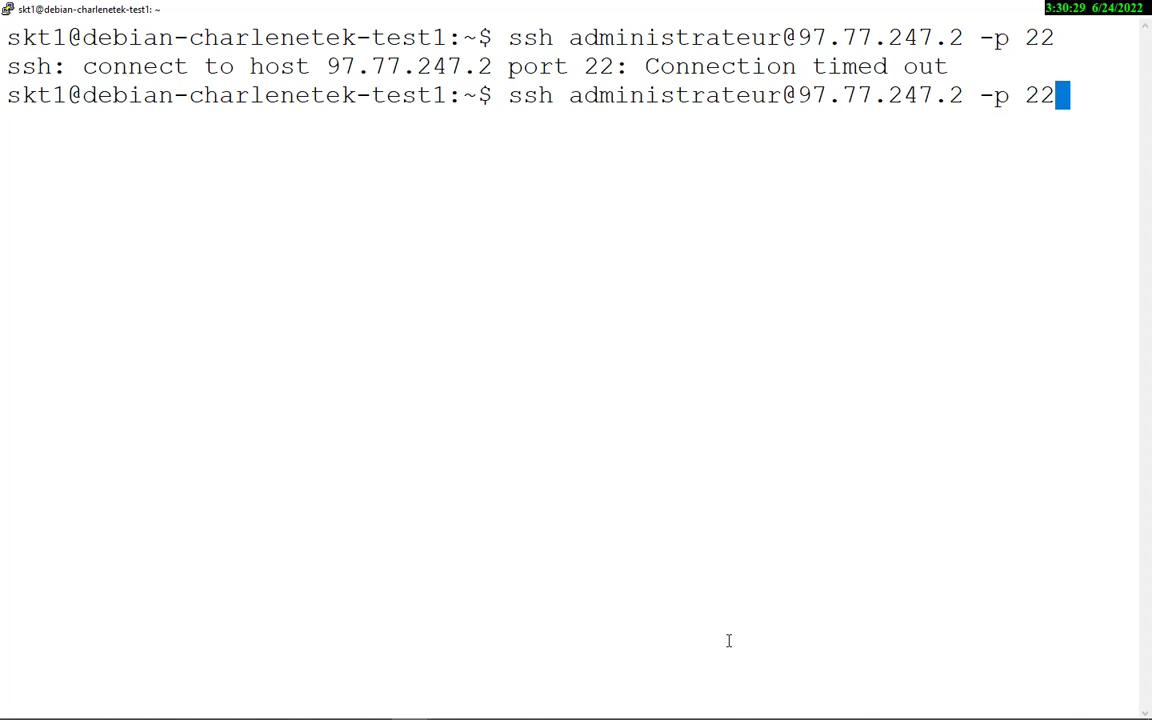 skt1@debian-charlenetek-test1: ~
3:30:29 6/24/2022
skt1@debian-charlenetek-test1:~$ ssh administrateur@97.77.247.2 -p 22
ssh: connect to host 97.77.247.2 port 22: Connection timed out
skt1@debian-charlenetek-test1:~$ ssh administrateur@97.77.247.2 -p 22